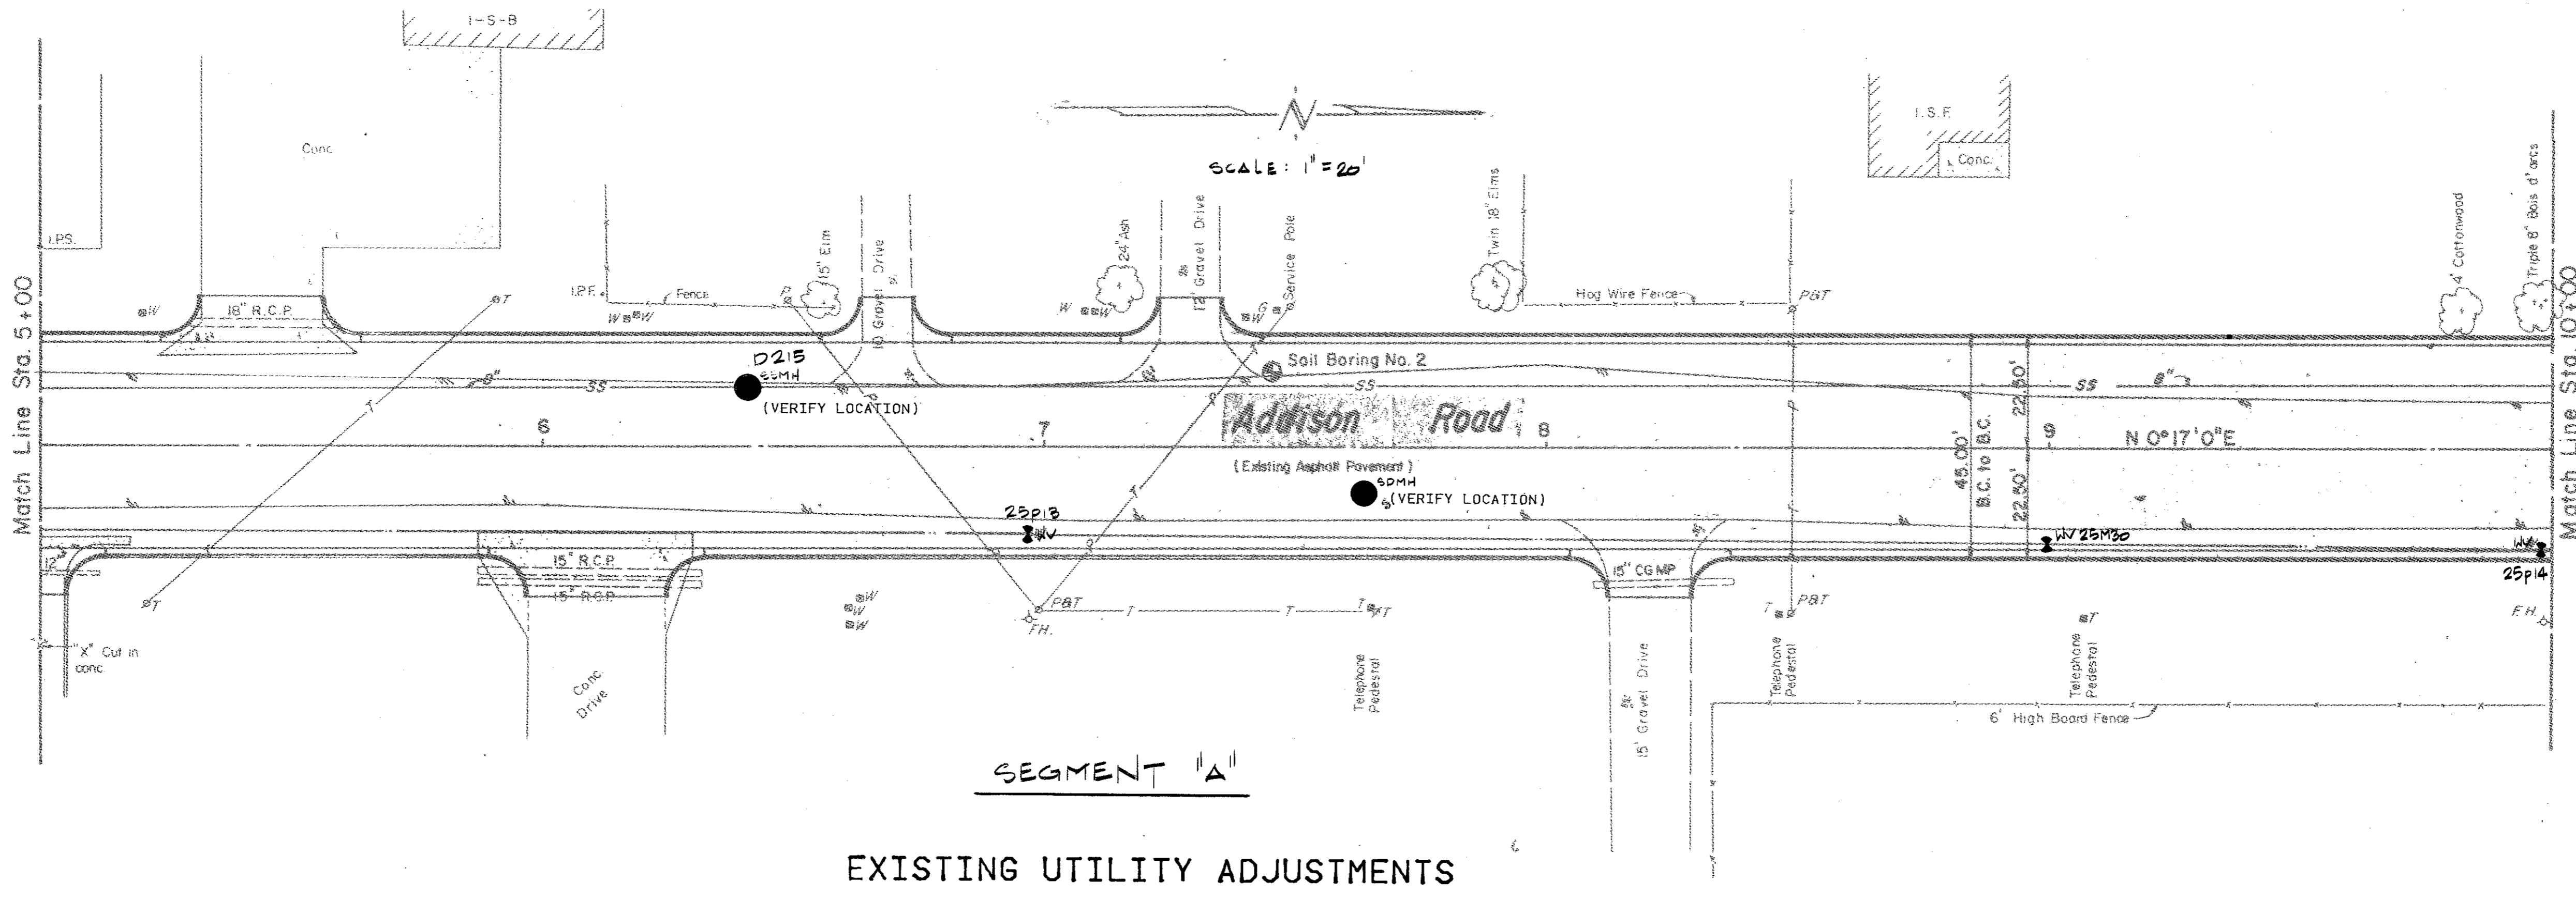 I-S-B
Conc
I.P.S.
SCALE: 1"=20'
N
I.S.F.
Conc.
Match Line Sta. 5+00
W
18" R.C.P.
T
I.P.F.
Fence
W
W
P
15" Elm
10' Gravel Drive
W
24" Ash
12' Gravel Drive
W
G
Service Pole
Twin 18" Elms
Hog Wire Fence
P&T
4' Cottonwood
Triple 8" Bois d'arcs
Match Line Sta. 10+00
8"
SS
D215
SSMH
(VERIFY LOCATION)
Soil Boring No. 2
SS
SS
8"
T
6
7
Addison Road
8
9
N 0°17'0"E
(Existing Asphalt Pavement)
SDMH
S(VERIFY LOCATION)
45.00'
B.C. to B.C.
22.50'
22.50'
25p13
WV
T
WV 25M30
WV
25p14
12"
15" R.C.P.
15" R.C.P.
15" CGMP
T
W
W
W
P&T
F.H.
T
T
T
T
T
P&T
T
F.H.
"X" Cut in
conc.
Conc.
Drive
Telephone
Pedestal
15' Gravel Drive
Telephone
Pedestal
Telephone
Pedestal
6' High Board Fence
SEGMENT "A"
EXISTING UTILITY ADJUSTMENTS